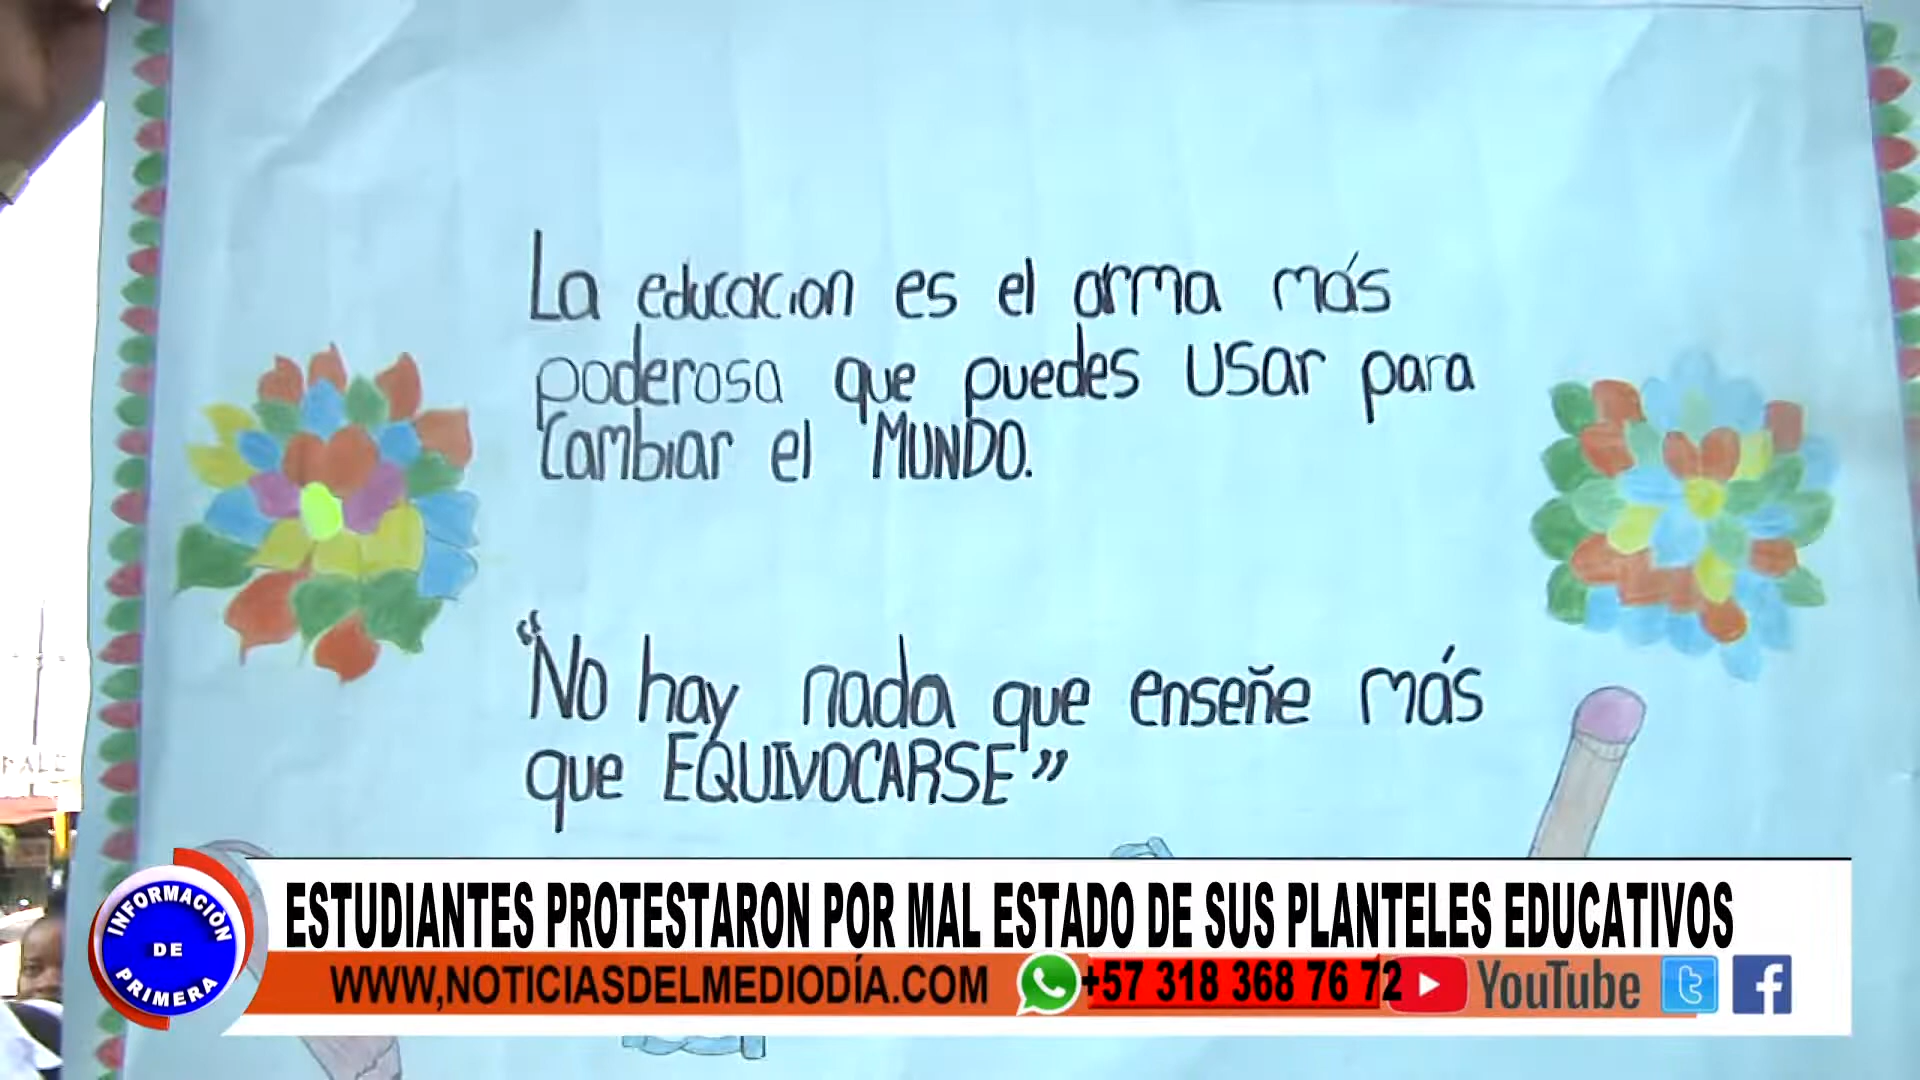 La educacion es el arma más
poderosa que puedes usar para
Cambiar el MUNDO.
“No hay nada que enseñe más
que EQUIVOCARSE”
INFORMACIÒN
DE
PRIMERA
ESTUDIANTES PROTESTARON POR MAL ESTADO DE SUS PLANTELES EDUCATIVOS
WWW,NOTICIASDELMEDIODÍA.COM +57 318 368 76 72 YouTube